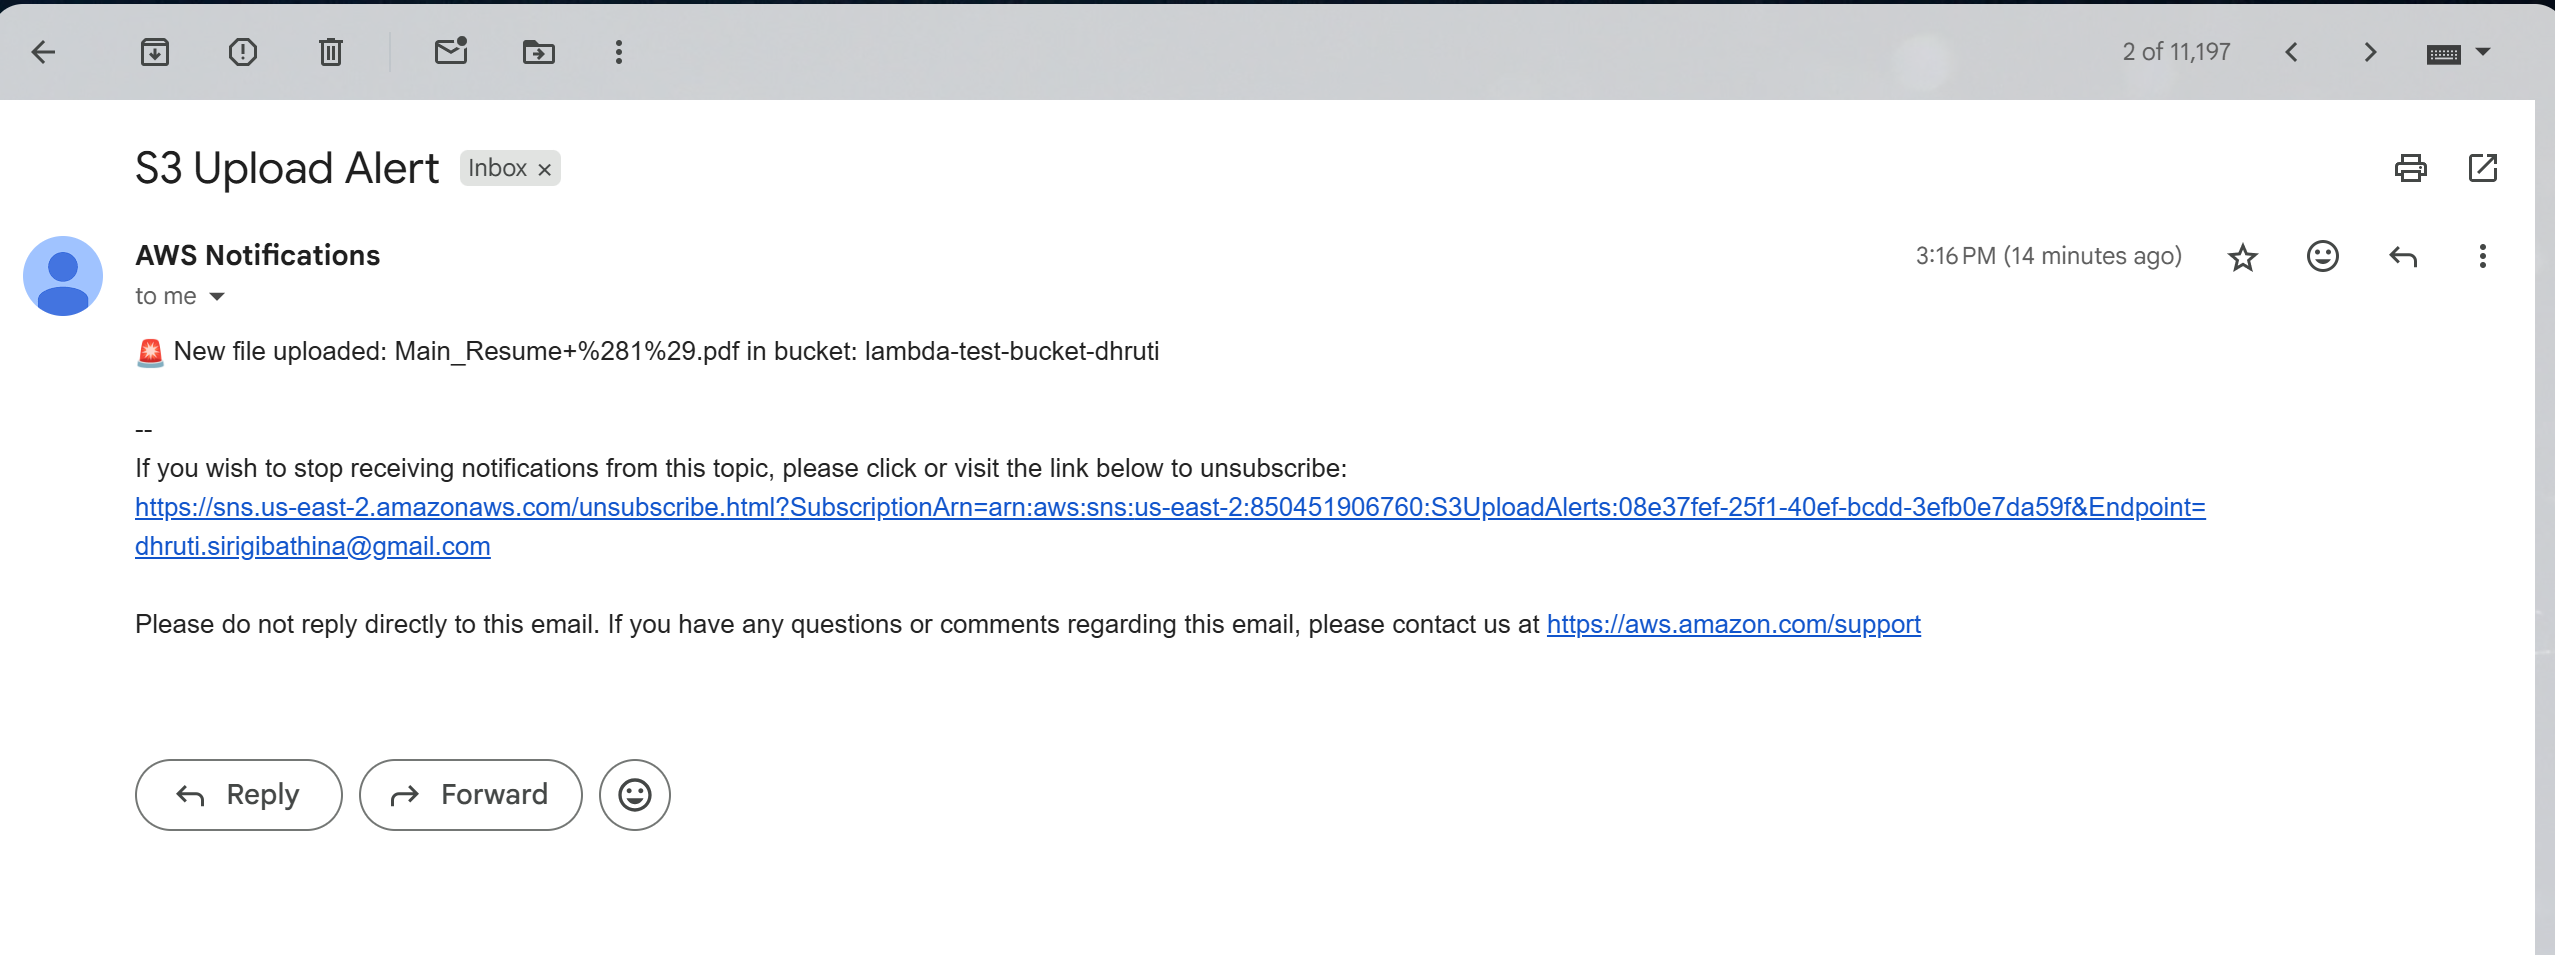 2 of 11,197
S3 Upload Alert Inbox ×
AWS Notifications 3:16 PM (14 minutes ago)
to me
🚨 New file uploaded: Main_Resume+%281%29.pdf in bucket: lambda-test-bucket-dhruti
--
If you wish to stop receiving notifications from this topic, please click or visit the link below to unsubscribe:
https://sns.us-east-2.amazonaws.com/unsubscribe.html?SubscriptionArn=arn:aws:sns:us-east-2:850451906760:S3UploadAlerts:08e37fef-25f1-40ef-bcdd-3efb0e7da59f&Endpoint=
dhruti.sirigibathina@gmail.com
Please do not reply directly to this email. If you have any questions or comments regarding this email, please contact us at https://aws.amazon.com/support
Reply Forward